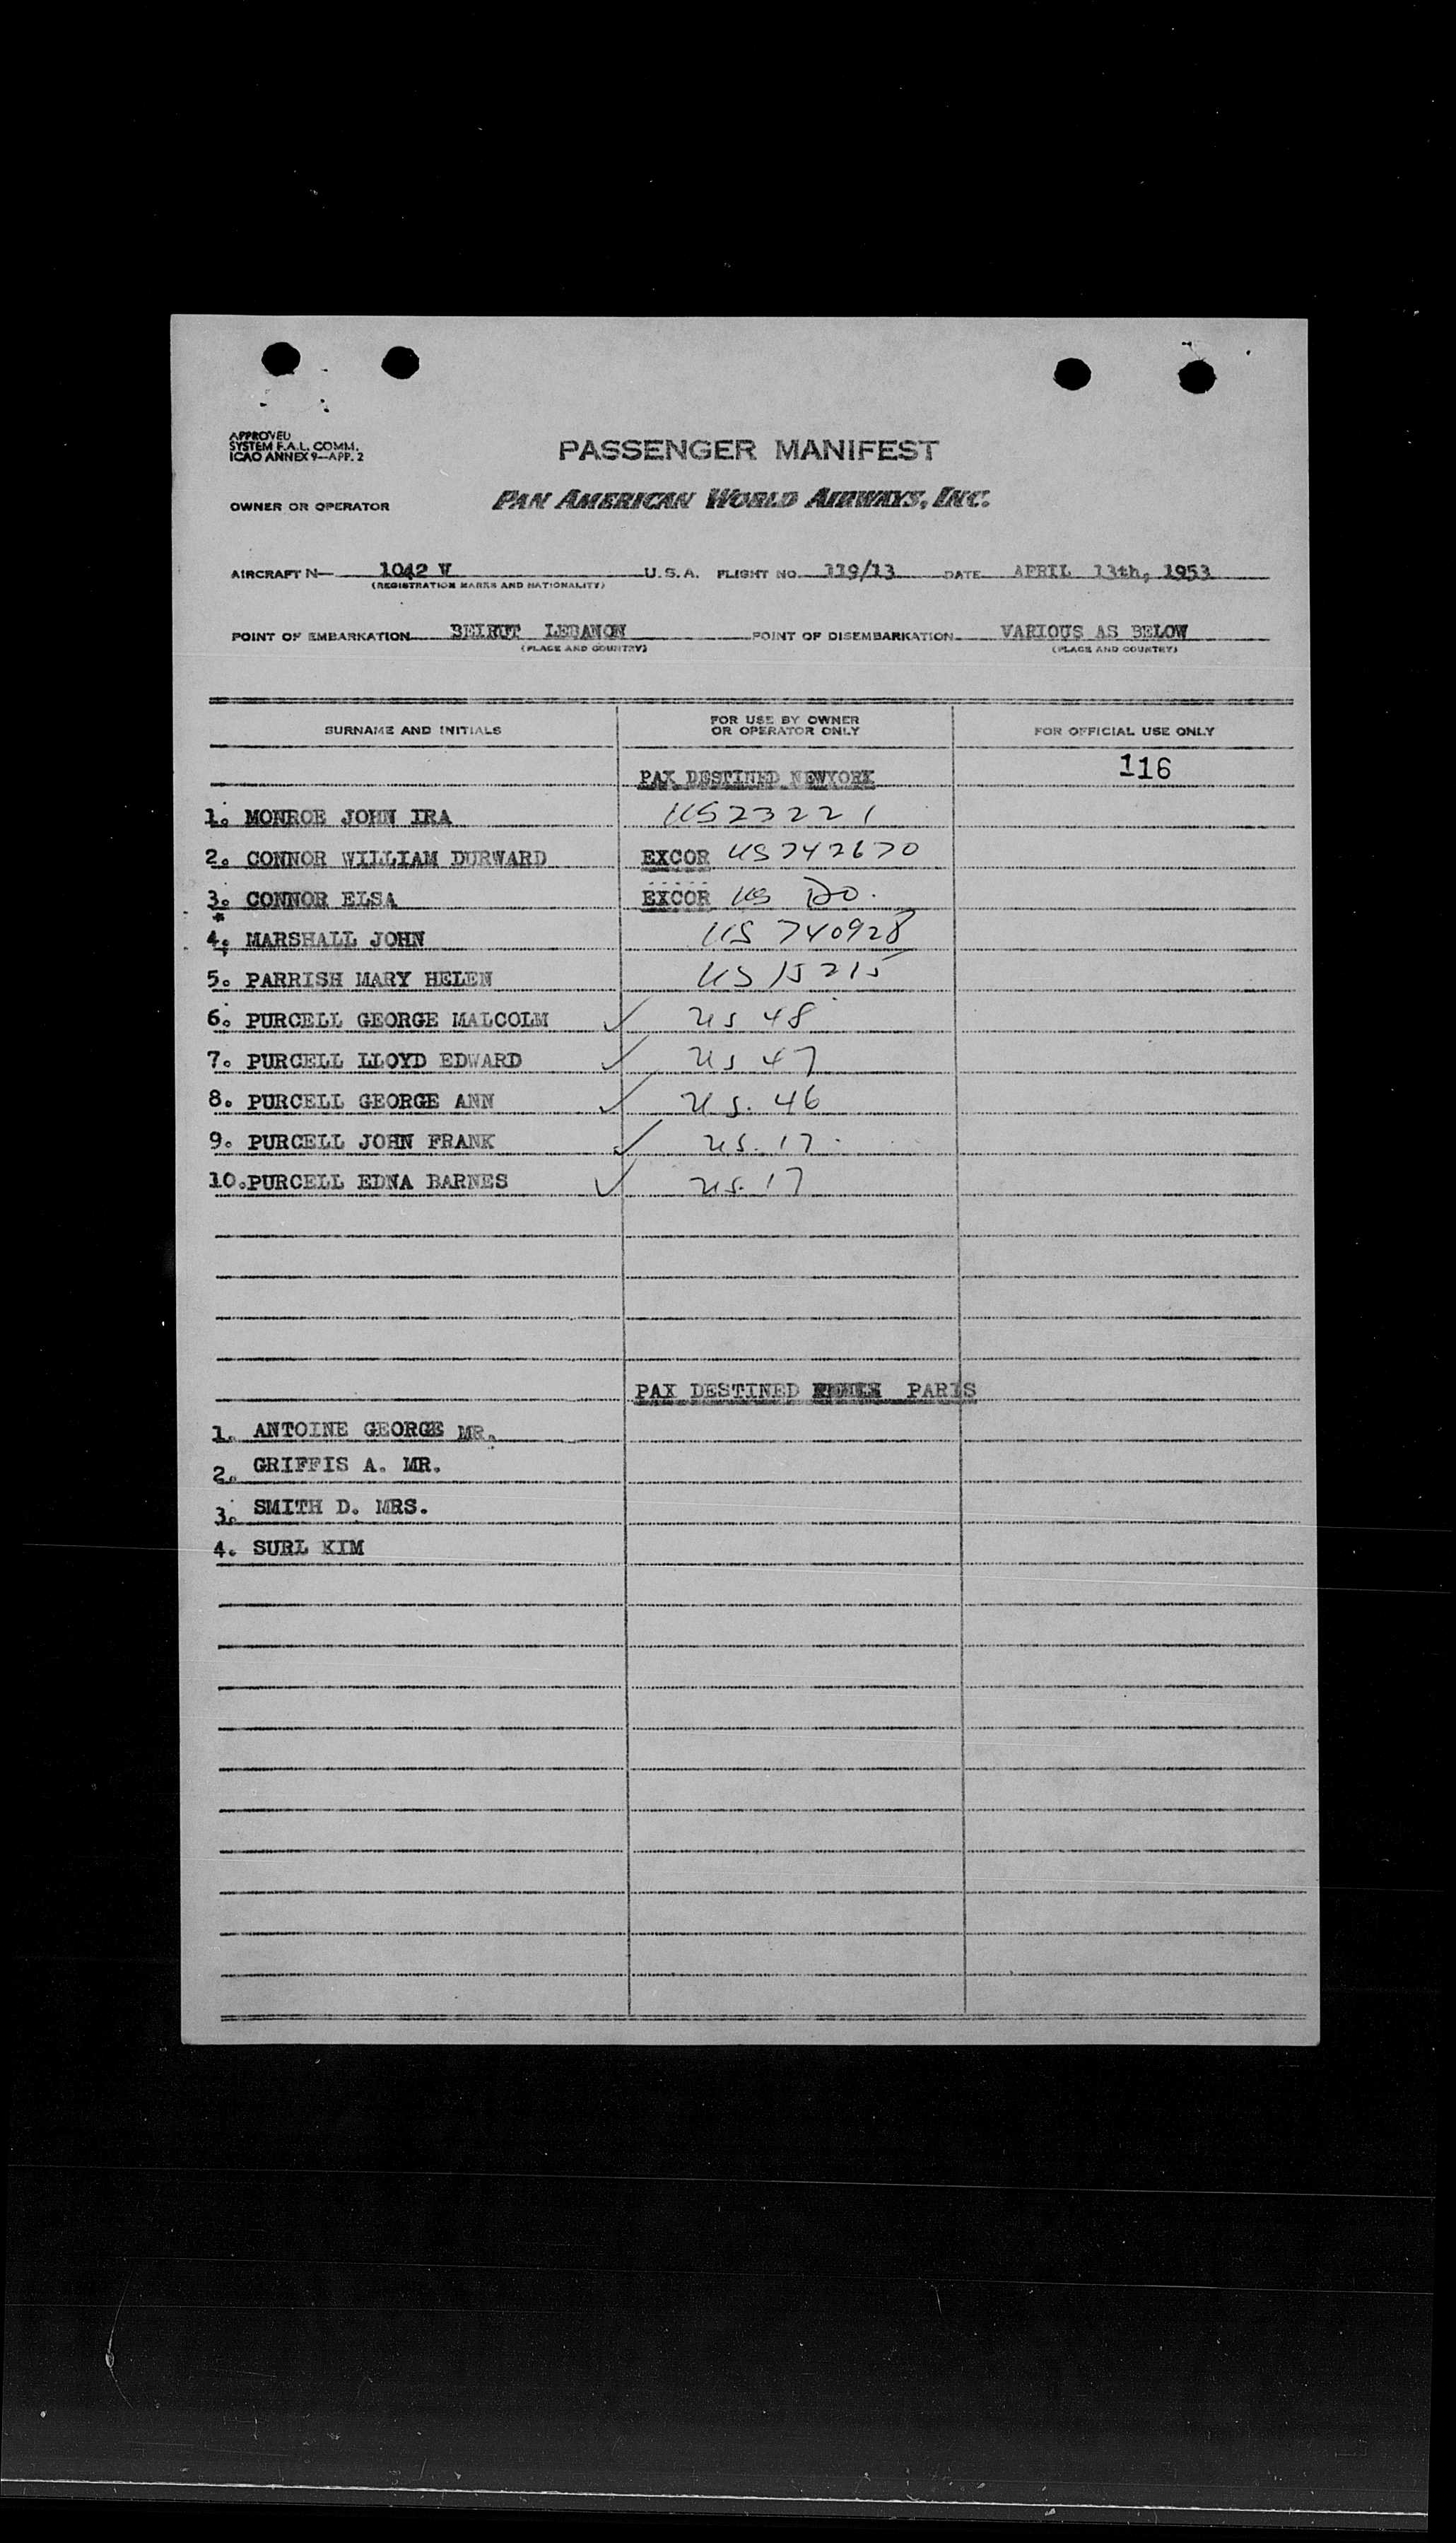 APPROVED
SYSTEM F.A.L. COMM.
ICAO ANNEX 9—APP. 2
PASSENGER MANIFEST
OWNER OR OPERATOR
PAN AMERICAN WORLD AIRWAYS, INC.
AIRCRAFT N— 1042 V U.S.A. FLIGHT NO. 119/13 DATE APRIL 13th, 1953
(REGISTRATION MARKS AND NATIONALITY)
POINT OF EMBARKATION BEIRUT LEBANON POINT OF DISEMBARKATION VARIOUS AS BELOW
(PLACE AND COUNTRY) (PLACE AND COUNTRY)
SURNAME AND INITIALS FOR USE BY OWNER OR OPERATOR ONLY FOR OFFICIAL USE ONLY
PAX DESTINED NEWYORK 116
1. MONROE JOHN IRA US 23221
2. CONNOR WILLIAM DURWARD EXCOR US 742670
3. CONNOR ELSA EXCOR US DO.
4. MARSHALL JOHN US 740928
5. PARRISH MARY HELEN US 15215
6. PURCELL GEORGE MALCOLM ✓ US 48
7. PURCELL LLOYD EDWARD ✓ US 47
8. PURCELL GEORGE ANN ✓ US. 46
9. PURCELL JOHN FRANK ✓ US. 17
10. PURCELL EDNA BARNES ✓ US. 17
PAX DESTINED PARIS
1. ANTOINE GEORGE MR.
2. GRIFFIS A. MR.
3. SMITH D. MRS.
4. SURL KIM